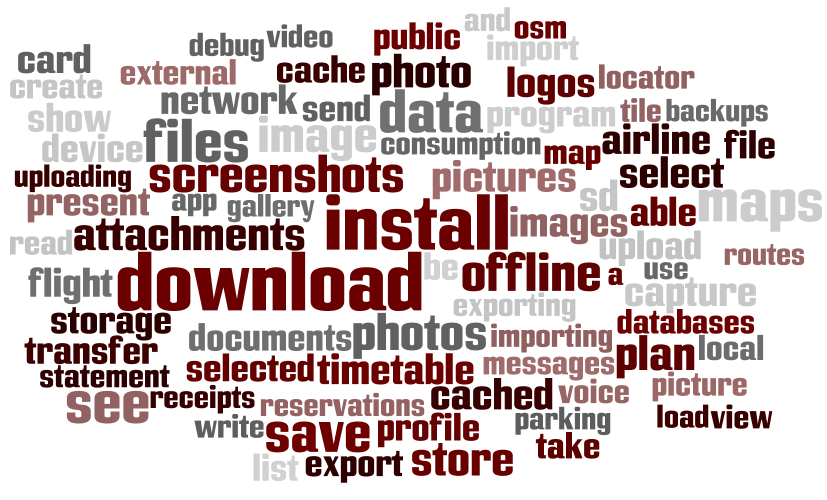 and
osm
video
public
debug
import
card
external
cache
photo
logos
locator
create
network
send
data
program
tile
backups
show
device
files
image
consumption
map
airline
file
uploading
screenshots
pictures
select
present
app
gallery
install
images
sd
able
maps
read
attachments
upload
routes
flight
download
be
offline
a
use
capture
exporting
storage
documents
photos
importing
databases
transfer
selected
timetable
messages
plan
local
statement
see
receipts
reservations
cached
voice
picture
write
save
profile
parking
load
view
take
list
export
store